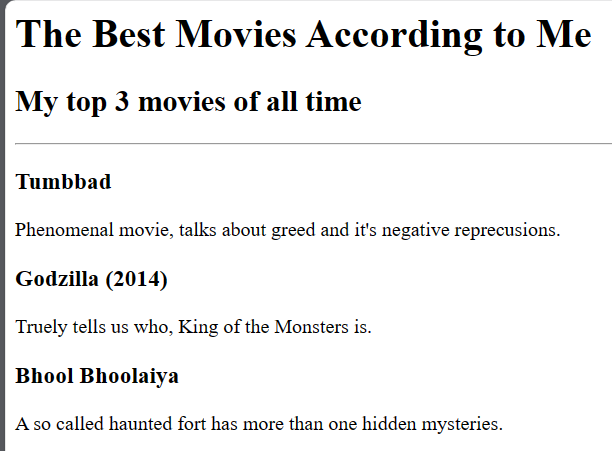 The Best Movies According to Me
My top 3 movies of all time
Tumbbad
Phenomenal movie, talks about greed and it's negative reprecusions.
Godzilla (2014)
Truely tells us who, King of the Monsters is.
Bhool Bhoolaiya
A so called haunted fort has more than one hidden mysteries.